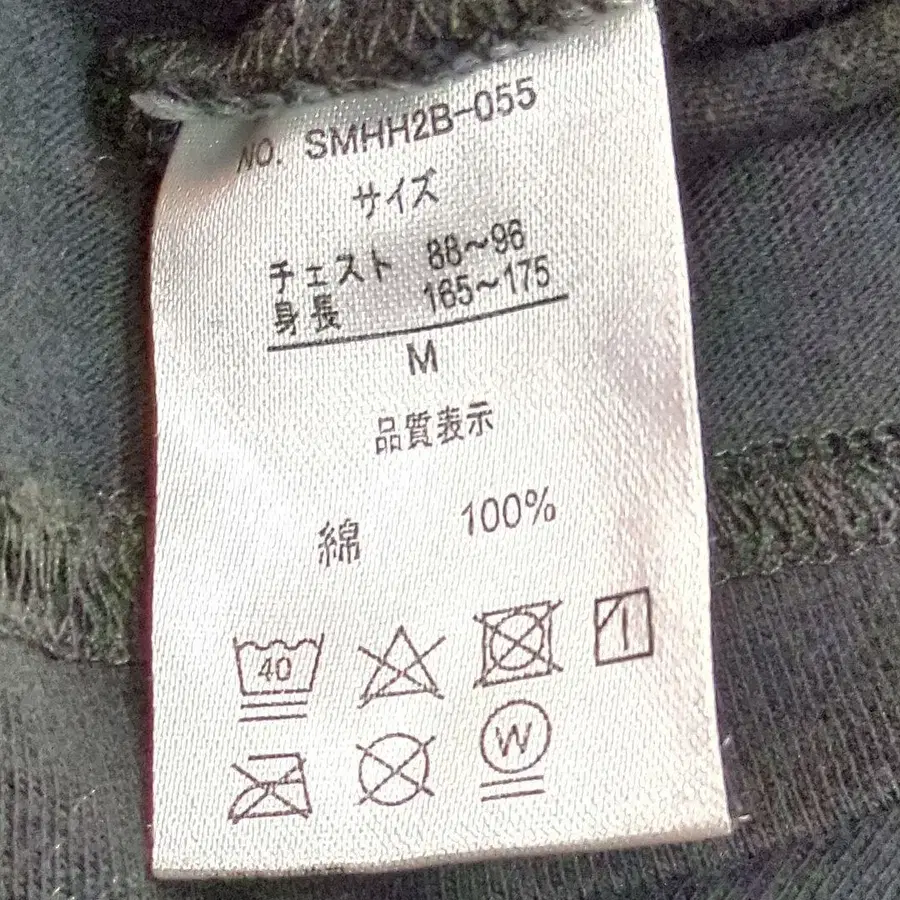 NO. SMHH2B-055
サイズ
チェスト 88～96
身長 165～175
M
品質表示
綿 100%
40
W